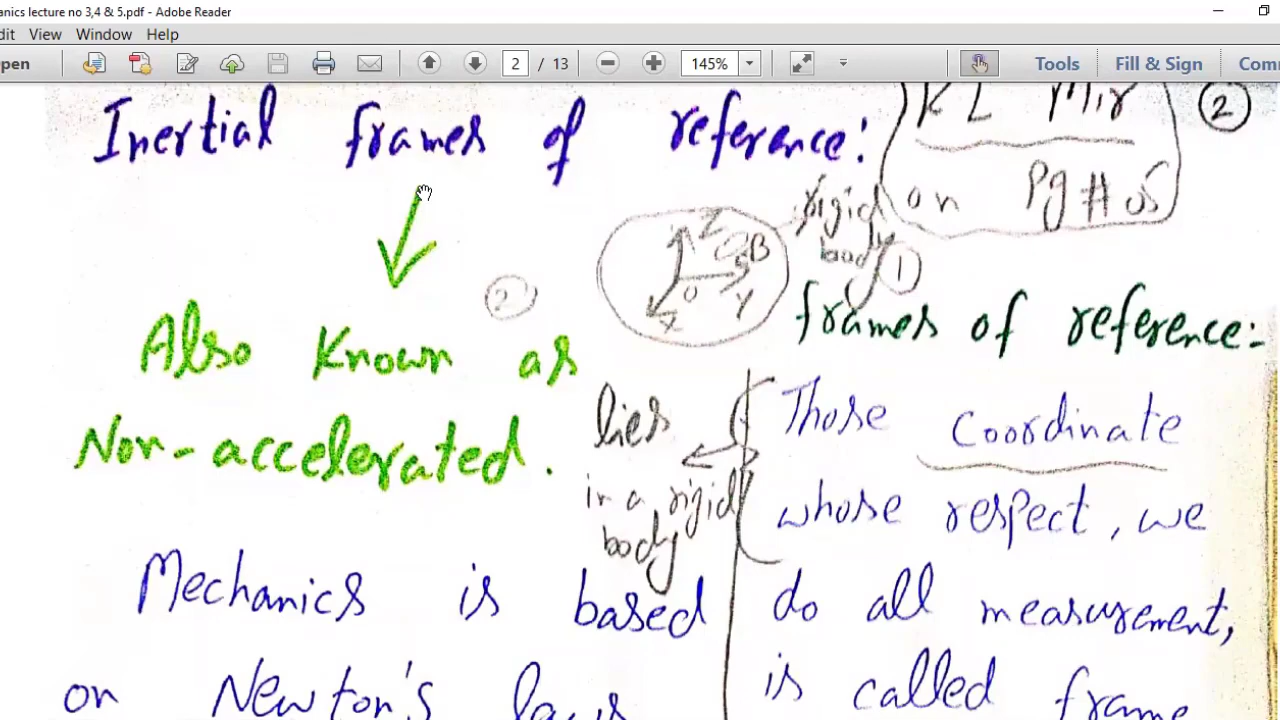 anics lecture no 3,4 & 5.pdf - Adobe Reader
dit View Window Help
pen
2 / 13
145%
Tools
Fill & Sign
Com
Inertial frames of reference:
KL Mir
on Pg # 05
2
Also Known as
Non-accelerated.
Mechanics is based
on Newton's laws
2
Z
B
O
Y
X
rigid
body
1
frames of reference:-
lies
in a rigid
body
Those Coordinate
whose respect, we
do all measurement,
is called frame